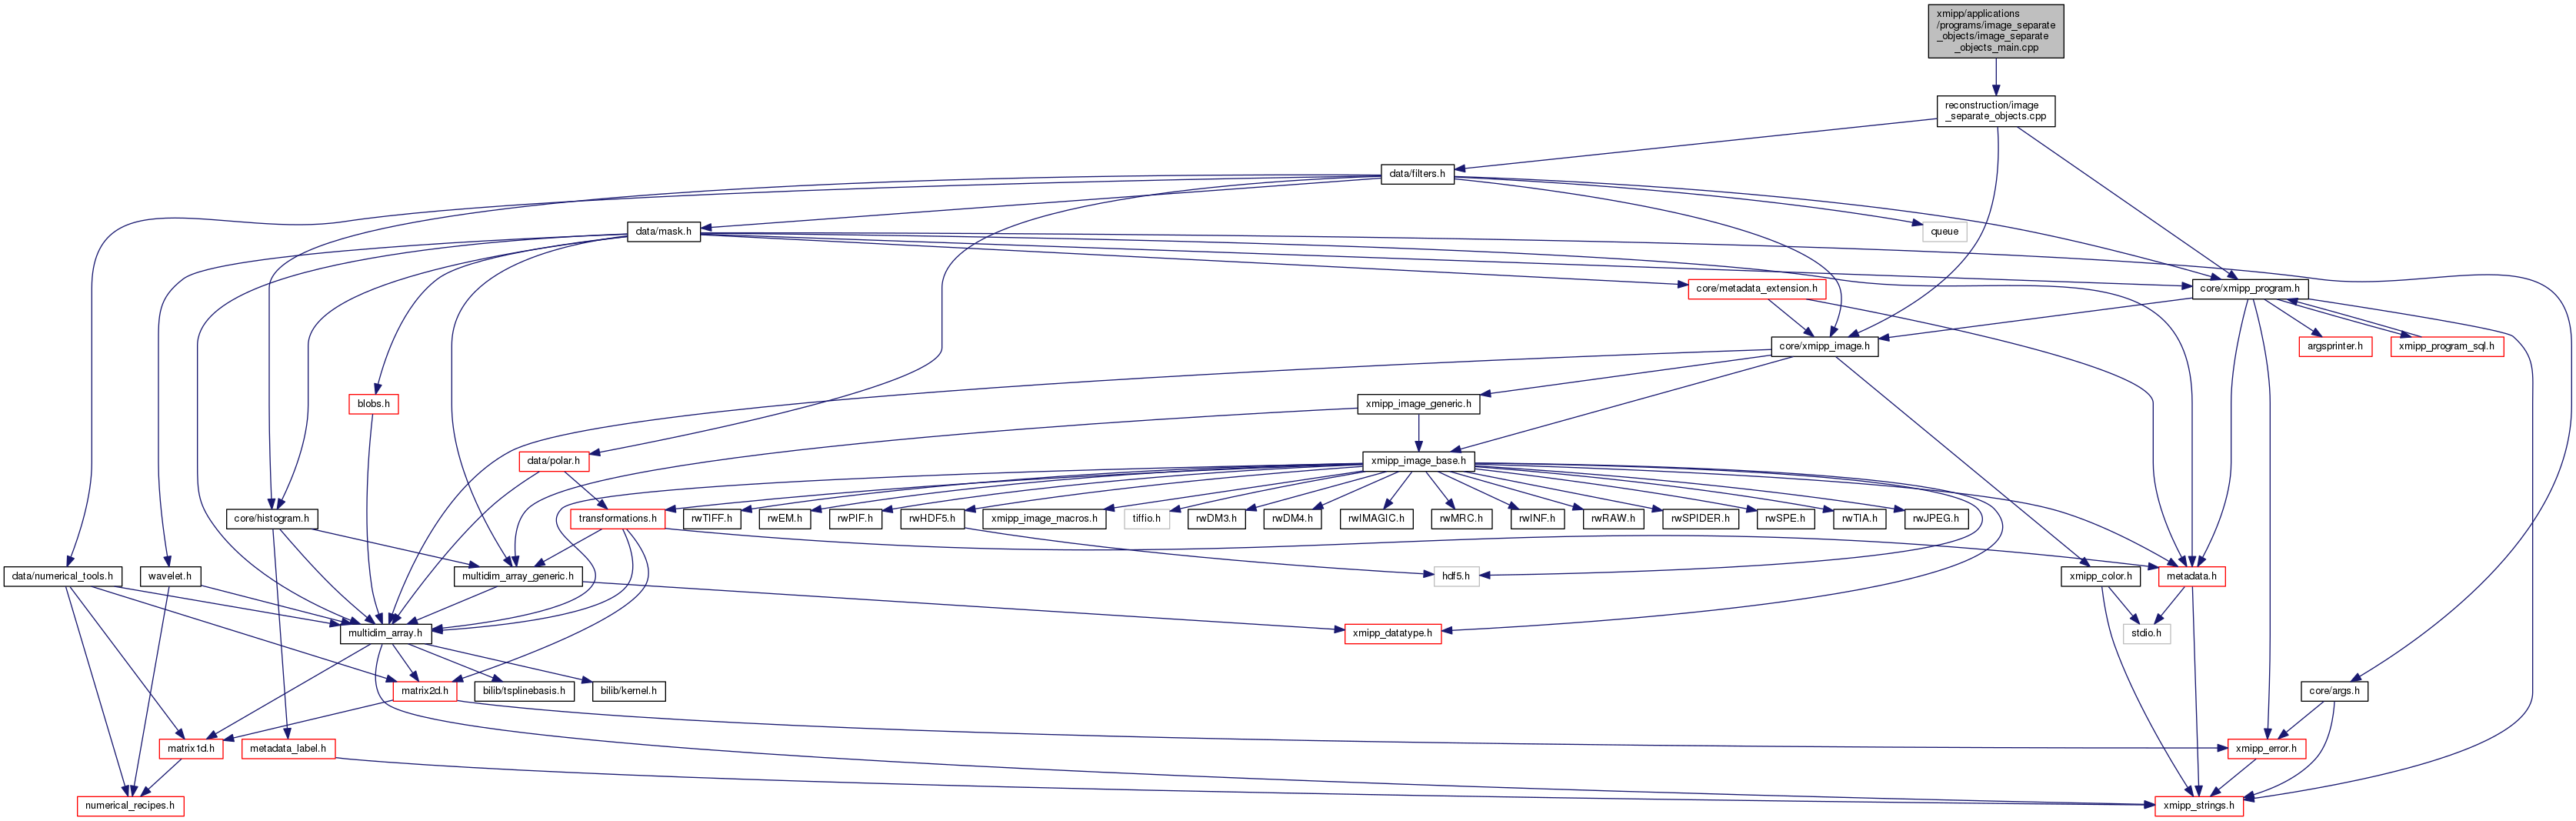 xmipp/applications
/programs/image_separate
_objects/image_separate
_objects_main.cpp
reconstruction/image
_separate_objects.cpp
data/filters.h
data/mask.h
queue
core/metadata_extension.h
core/xmipp_program.h
core/xmipp_image.h
argsprinter.h
xmipp_program_sql.h
blobs.h
xmipp_image_generic.h
data/polar.h
xmipp_image_base.h
core/histogram.h
transformations.h
rwTIFF.h
rwEM.h
rwPIF.h
rwHDF5.h
xmipp_image_macros.h
tiffio.h
rwDM3.h
rwDM4.h
rwIMAGIC.h
rwMRC.h
rwINF.h
rwRAW.h
rwSPIDER.h
rwSPE.h
rwTIA.h
rwJPEG.h
data/numerical_tools.h
wavelet.h
multidim_array_generic.h
hdf5.h
xmipp_color.h
metadata.h
multidim_array.h
xmipp_datatype.h
stdio.h
matrix2d.h
bilib/tsplinebasis.h
bilib/kernel.h
core/args.h
matrix1d.h
metadata_label.h
xmipp_error.h
numerical_recipes.h
xmipp_strings.h